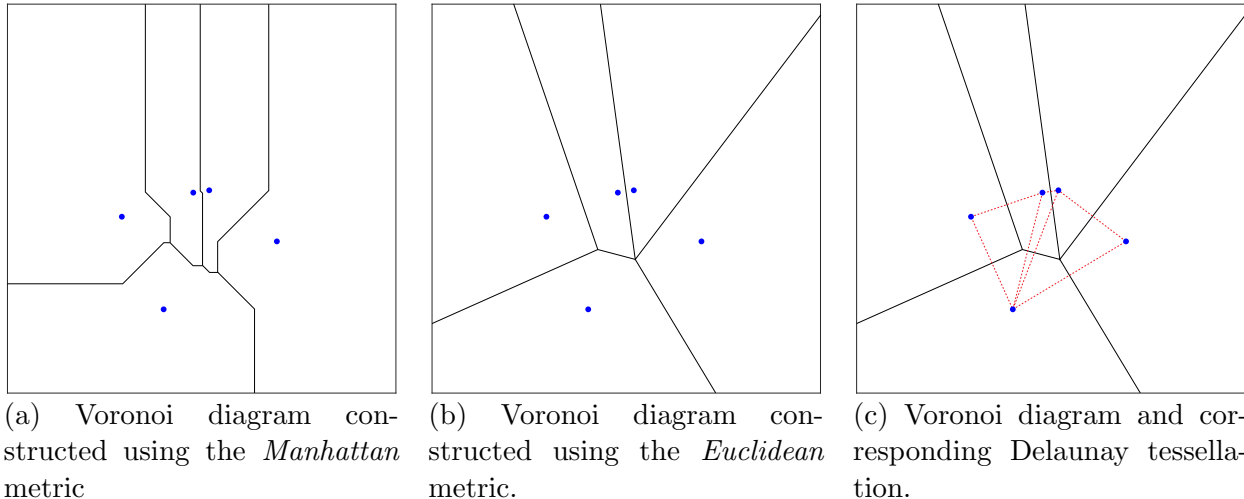 (a) Voronoi diagram con-
structed using the Manhattan
metric
(b) Voronoi diagram con-
structed using the Euclidean
metric.
(c) Voronoi diagram and cor-
responding Delaunay tessella-
tion.